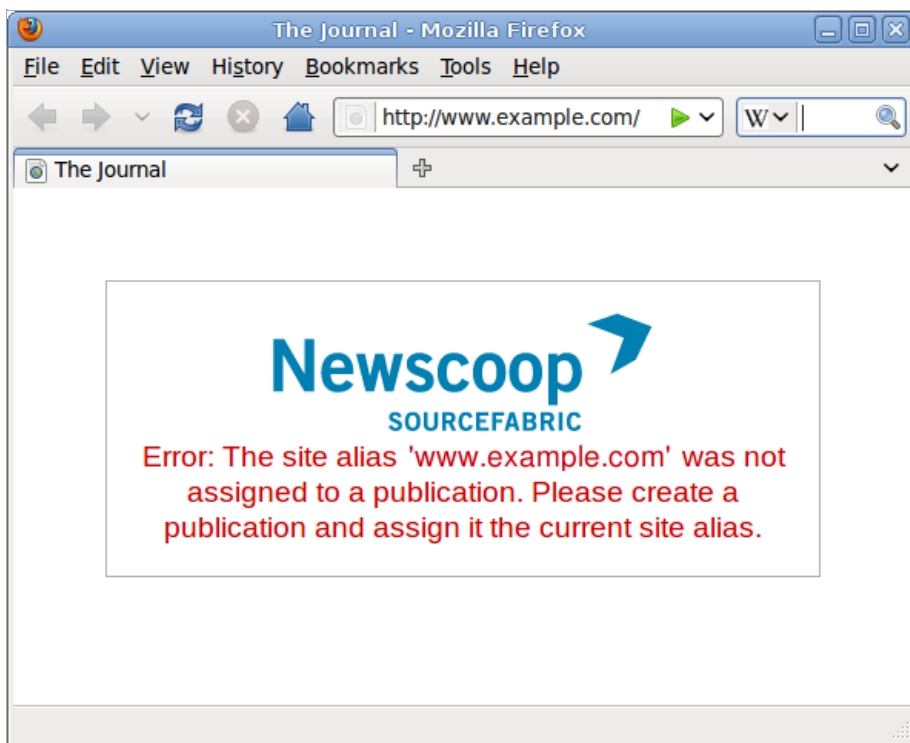 The Journal - Mozilla Firefox
File Edit View History Bookmarks Tools Help
http://www.example.com/ W
The Journal
Newscoop
SOURCEFABRIC
Error: The site alias 'www.example.com' was not
assigned to a publication. Please create a
publication and assign it the current site alias.